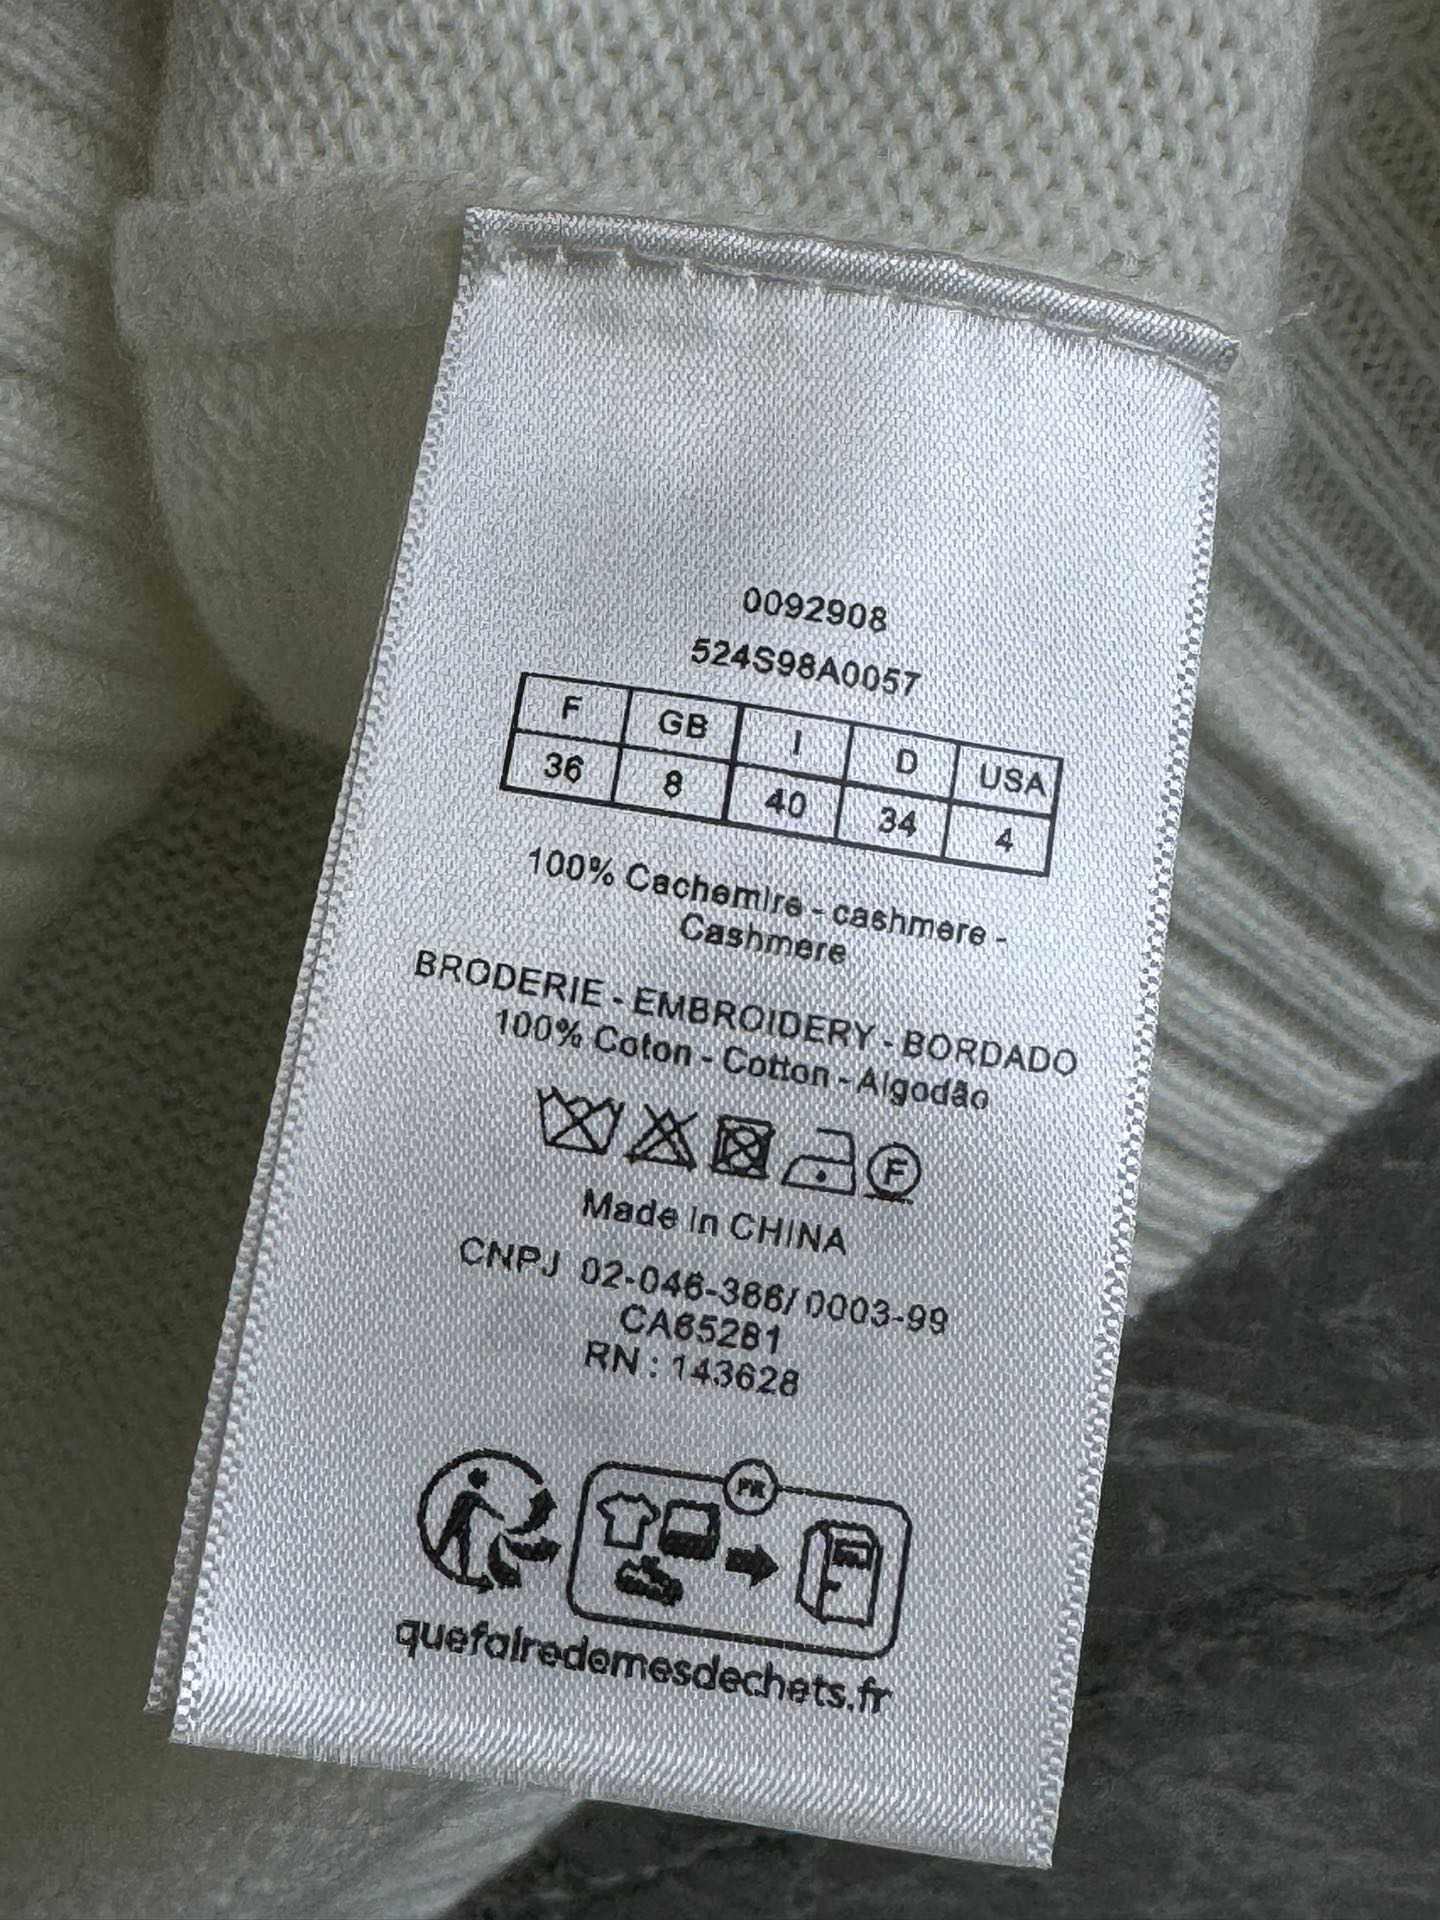 0092908
524S98A0057
F GB I D USA
36 8 40 34 4
100% Cachemire - cashmere -
Cashmere
BRODERIE - EMBROIDERY - BORDADO
100% Coton - Cotton - Algodão
F
Made in CHINA
CNPJ 02-046-366/0003-99
CA65281
RN : 143628
FR
quefairedemesdechets.fr